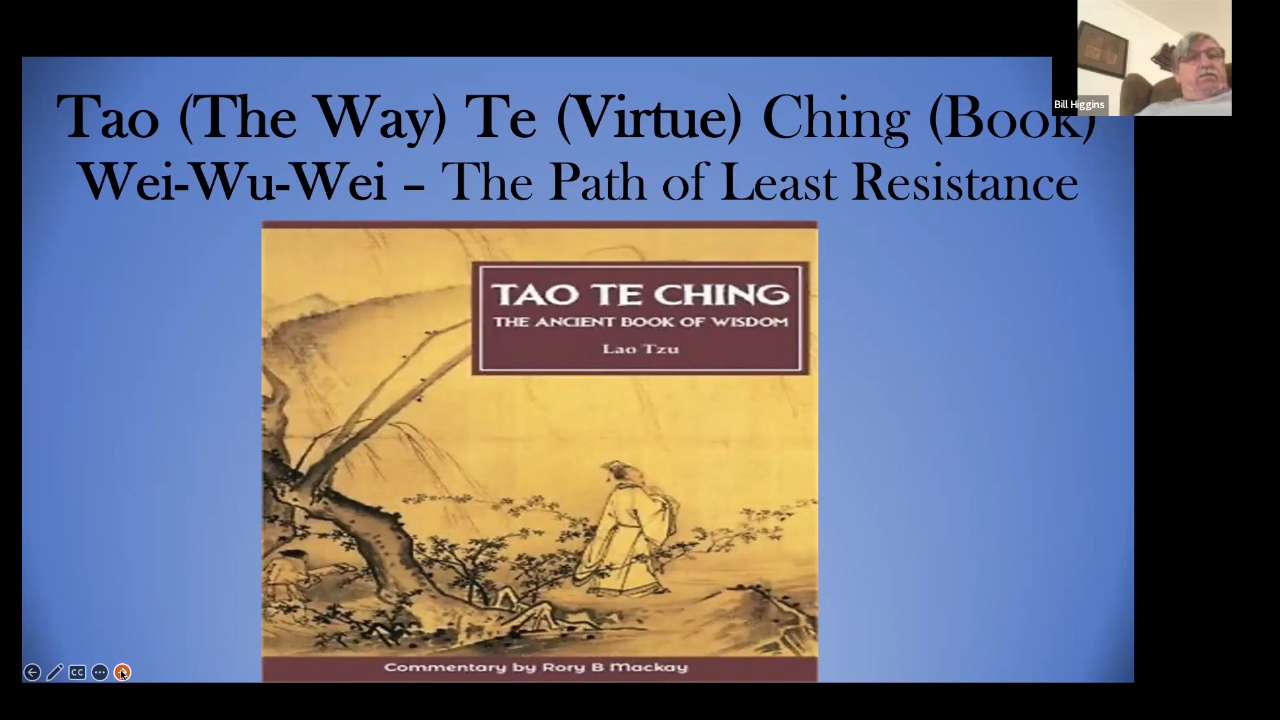 Tao (The Way) Te (Virtue) Ching (Book)
Wei-Wu-Wei – The Path of Least Resistance
TAO TE CHING
THE ANCIENT BOOK OF WISDOM
Lao Tzu
Commentary by Rory B Mackay
Bill Higgins
CC